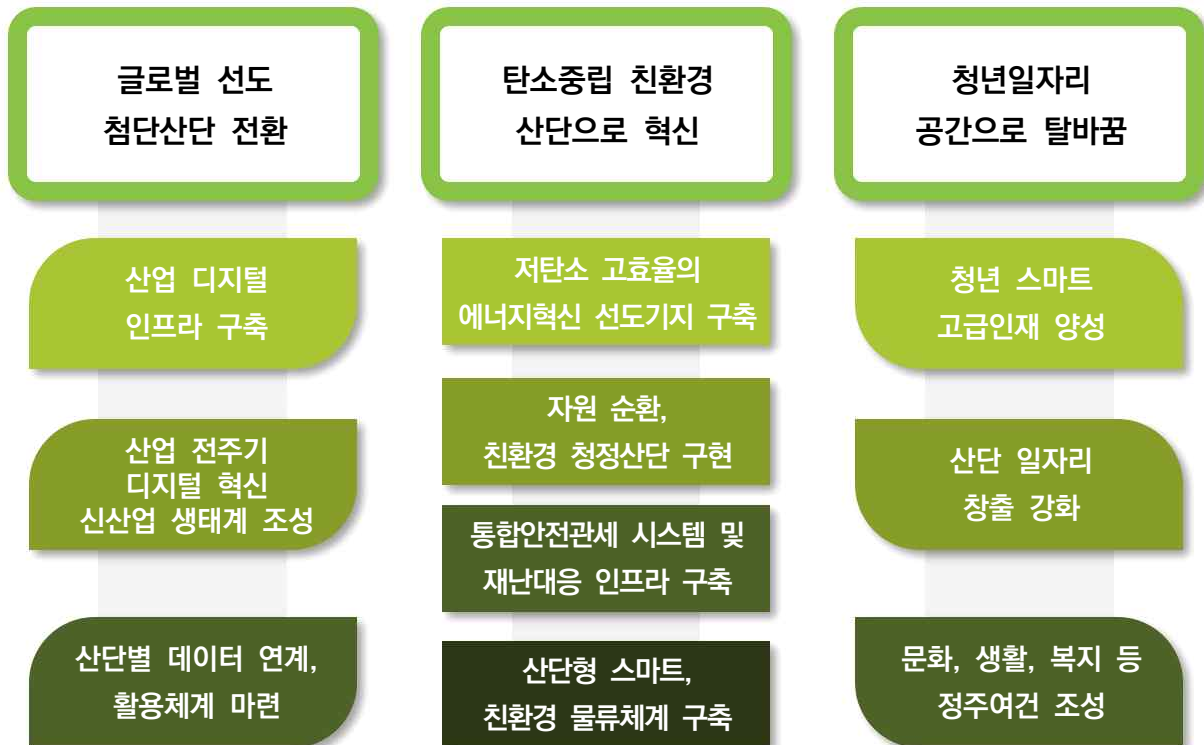 글로벌 선도
첨단산단 전환
산업 디지털
인프라 구축
산업 전주기
디지털 혁신
신산업 생태계 조성
산단별 데이터 연계,
활용체계 마련
탄소중립 친환경
산단으로 혁신
저탄소 고효율의
에너지혁신 선도기지 구축
자원 순환,
친환경 청정산단 구현
통합안전관세 시스템 및
재난대응 인프라 구축
산단형 스마트,
친환경 물류체계 구축
청년일자리
공간으로 탈바꿈
청년 스마트
고급인재 양성
산단 일자리
창출 강화
문화, 생활, 복지 등
정주여건 조성